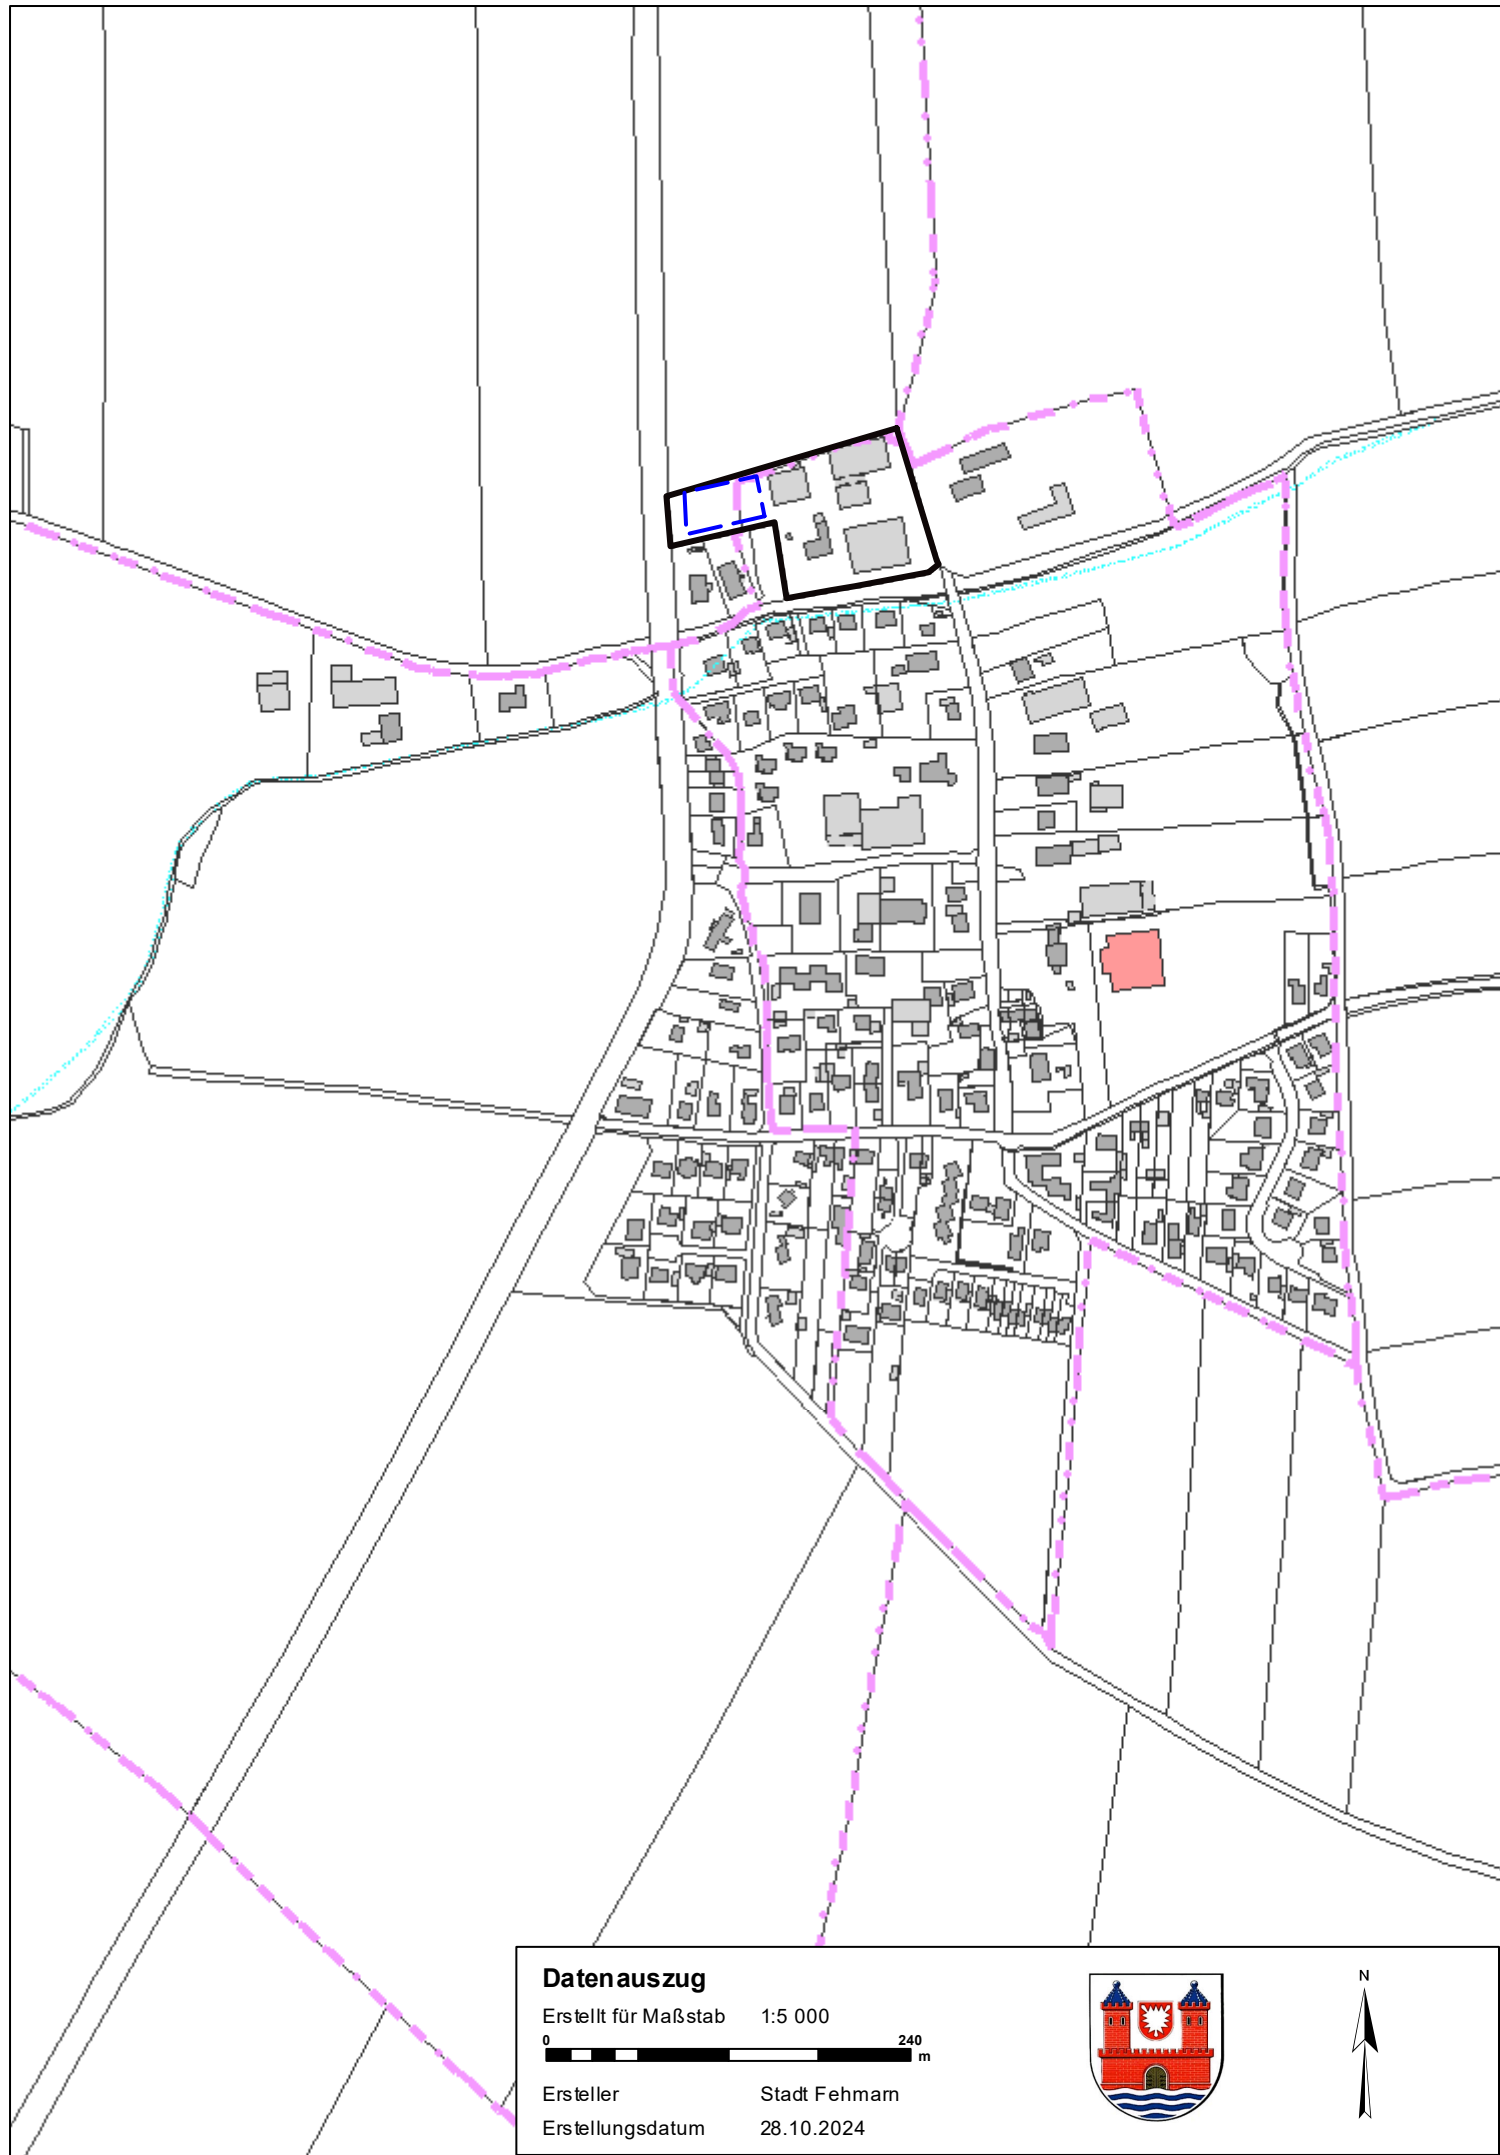 Datenauszug
Erstellt für Maßstab 1:5 000
0 240
m
Ersteller Stadt Fehmarn
Erstellungsdatum 28.10.2024
N